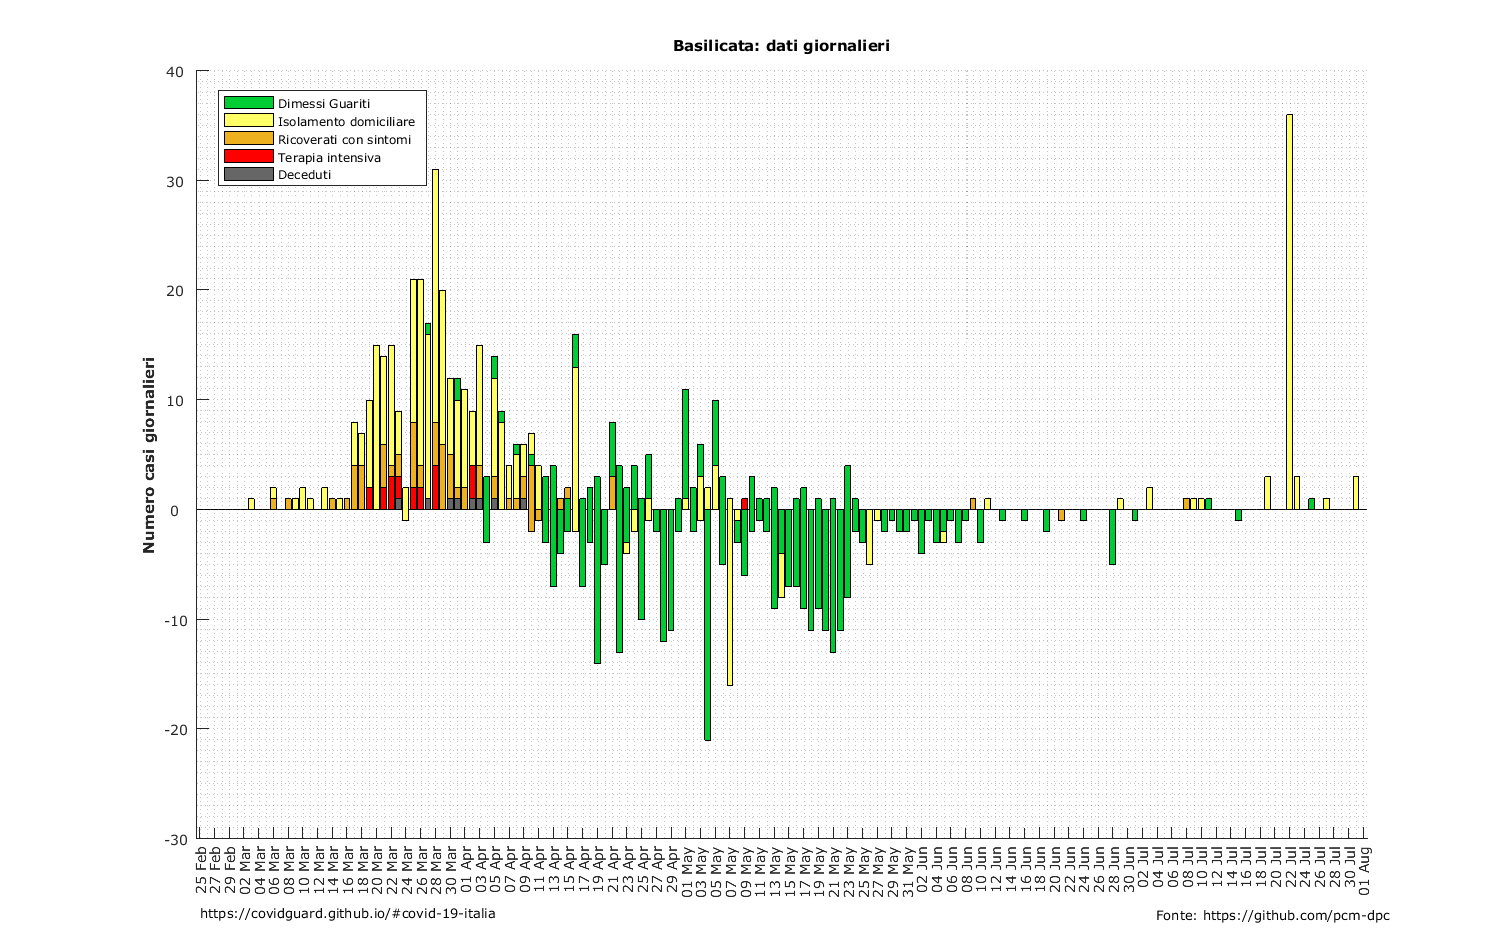 Basilicata: dati giornalieri
Dimessi Guariti
Isolamento domiciliare
Ricoverati con sintomi
Terapia intensiva
Deceduti
Numero casi giornalieri
40
30
20
10
0
-10
-20
-30
25 Feb
27 Feb
29 Feb
02 Mar
04 Mar
06 Mar
08 Mar
10 Mar
12 Mar
14 Mar
16 Mar
18 Mar
20 Mar
22 Mar
24 Mar
26 Mar
28 Mar
30 Mar
01 Apr
03 Apr
05 Apr
07 Apr
09 Apr
11 Apr
13 Apr
15 Apr
17 Apr
19 Apr
21 Apr
23 Apr
25 Apr
27 Apr
29 Apr
01 May
03 May
05 May
07 May
09 May
11 May
13 May
15 May
17 May
19 May
21 May
23 May
25 May
27 May
29 May
31 May
02 Jun
04 Jun
06 Jun
08 Jun
10 Jun
12 Jun
14 Jun
16 Jun
18 Jun
20 Jun
22 Jun
24 Jun
26 Jun
28 Jun
30 Jun
02 Jul
04 Jul
06 Jul
08 Jul
10 Jul
12 Jul
14 Jul
16 Jul
18 Jul
20 Jul
22 Jul
24 Jul
26 Jul
28 Jul
30 Jul
01 Aug
https://covidguard.github.io/#covid-19-italia
Fonte: https://github.com/pcm-dpc